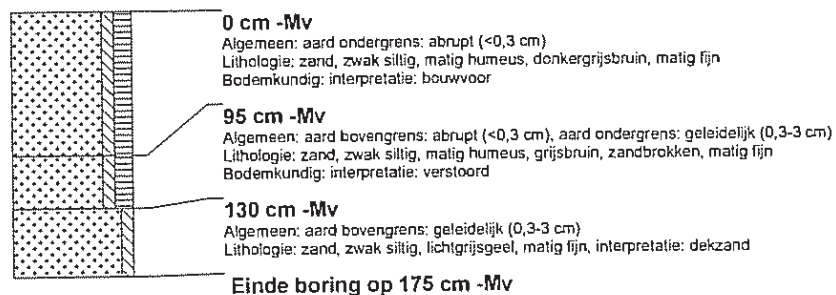 0 cm -Mv
Algemeen: aard ondergrens: abrupt (<0,3 cm)
Lithologie: zand, zwak siltig, matig humeus, donkergrijsbruin, matig fijn
Bodemkundig: interpretatie: bouwvoor
95 cm -Mv
Algemeen: aard bovengrens: abrupt (<0,3 cm), aard ondergrens: geleidelijk (0,3-3 cm)
Lithologie: zand, zwak siltig, matig humeus, grijsbruin, zandbrokken, matig fijn
Bodemkundig: interpretatie: verstoord
130 cm -Mv
Algemeen: aard bovengrens: geleidelijk (0,3-3 cm)
Lithologie: zand, zwak siltig, lichtgrijsgeel, matig fijn, interpretatie: dekzand
Einde boring op 175 cm -Mv